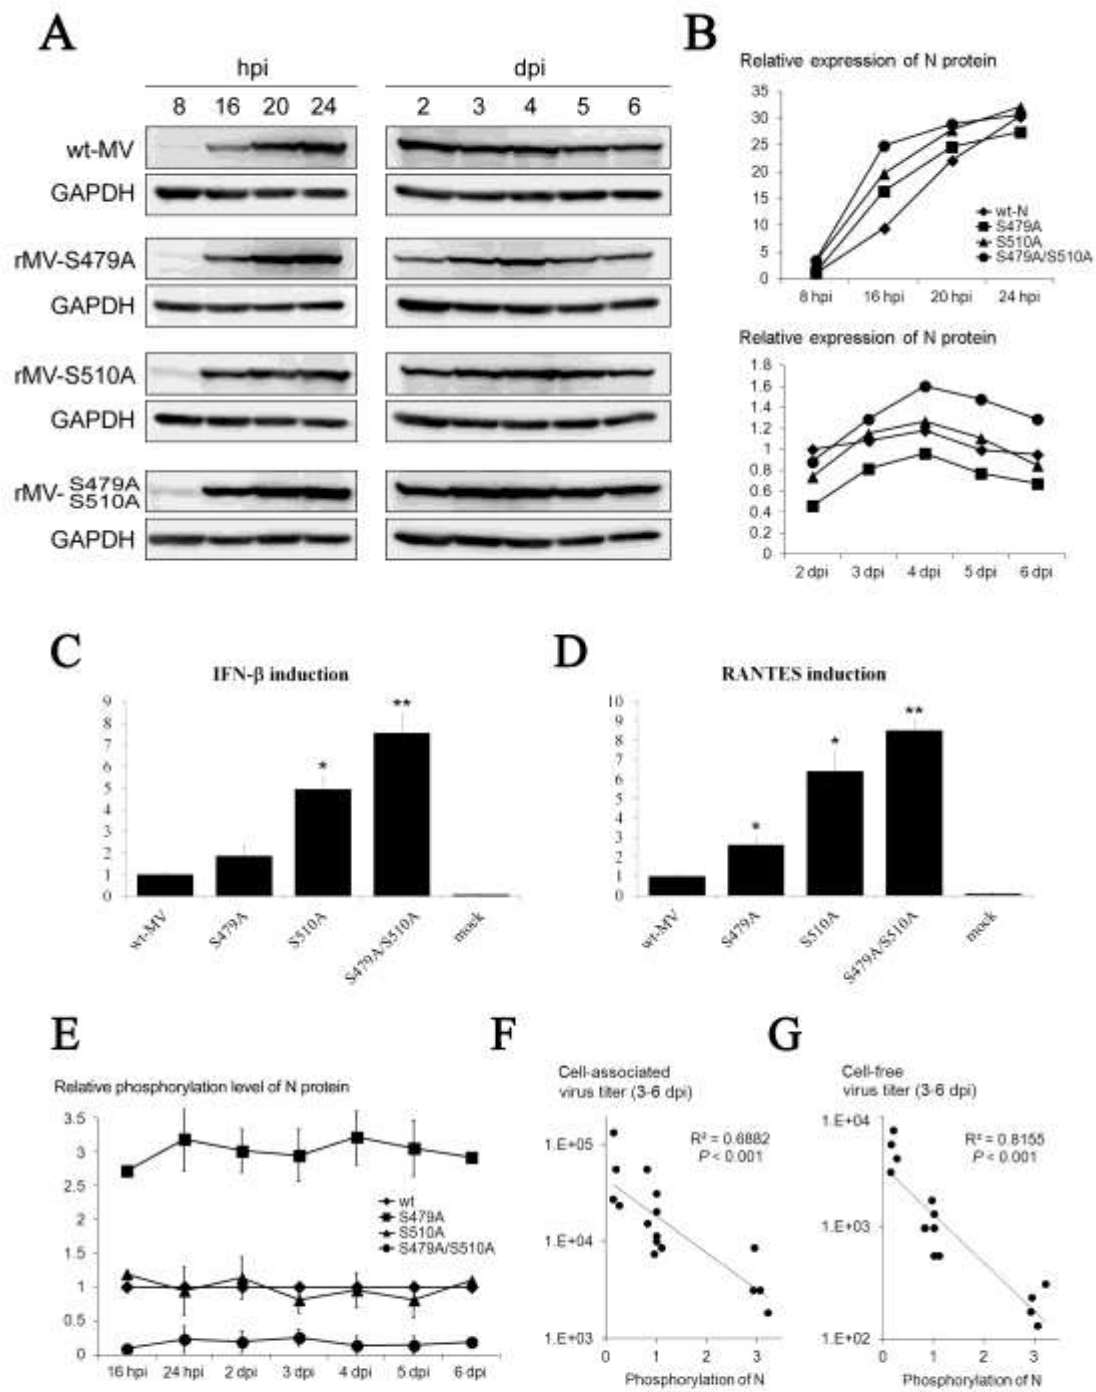 A
hpi
dpi
8 16 20 24
2 3 4 5 6
wt-MV
GAPDH
rMV-S479A
GAPDH
rMV-S510A
GAPDH
rMV- S479A
S510A
GAPDH
B
Relative expression of N protein
35
30
25
20
15
10
5
0
wt-N
S479A
S510A
S479A/S510A
8 hpi 16 hpi 20 hpi 24 hpi
Relative expression of N protein
1.8
1.6
1.4
1.2
1
0.8
0.6
0.4
0.2
0
2 dpi 3 dpi 4 dpi 5 dpi 6 dpi
C
IFN-β induction
9
8
7
6
5
4
3
2
1
0
*
**
wt-MV S479A S510A S479A/S510A mock
D
RANTES induction
10
9
8
7
6
5
4
3
2
1
0
*
*
**
wt-MV S479A S510A S479A/S510A mock
E
Relative phosphorylation level of N protein
3.5
3
2.5
2
1.5
1
0.5
0
wt
S479A
S510A
S479A/S510A
16 hpi 24 hpi 2 dpi 3 dpi 4 dpi 5 dpi 6 dpi
F
Cell-associated
virus titer (3-6 dpi)
R² = 0.6882
P < 0.001
1.E+05
1.E+04
1.E+03
0 1 2 3
Phosphorylation of N
G
Cell-free
virus titer (3-6 dpi)
R² = 0.8155
P < 0.001
1.E+04
1.E+03
1.E+02
0 1 2 3
Phosphorylation of N